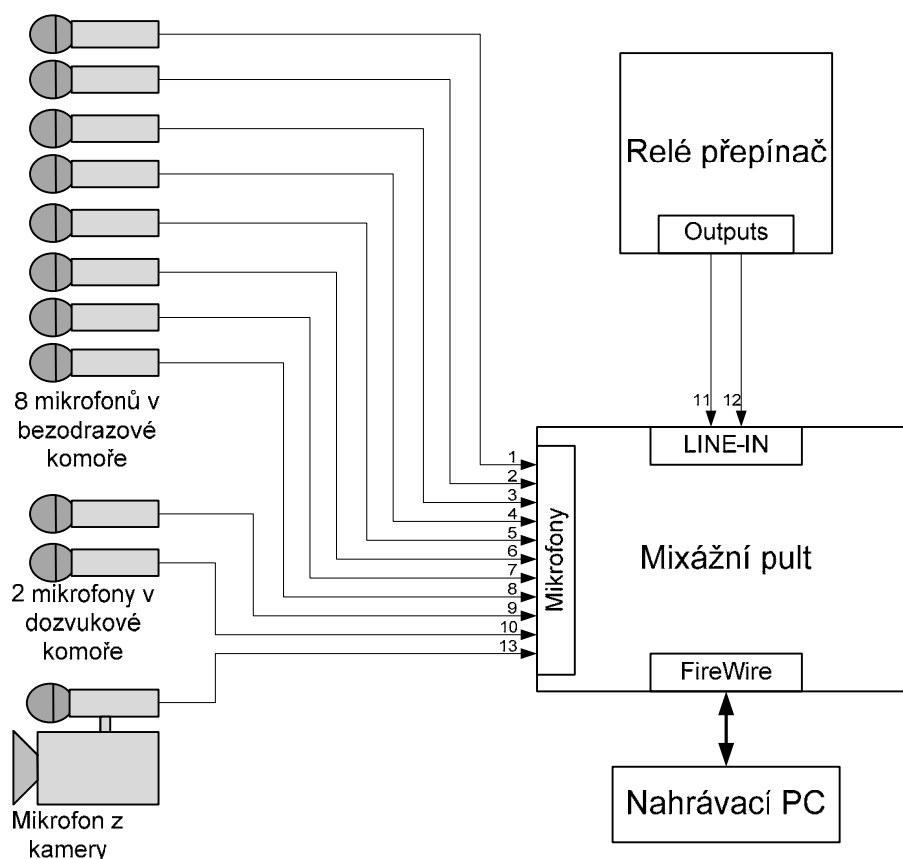 8 mikrofonů v
bezodrazové
komoře
2 mikrofony v
dozvukové
komoře
Mikrofon z
kamery
1
2
3
4
5
6
7
8
9
10
13
Mikrofony
Relé přepínač
Outputs
11 12
LINE-IN
Mixážní pult
FireWire
Nahrávací PC